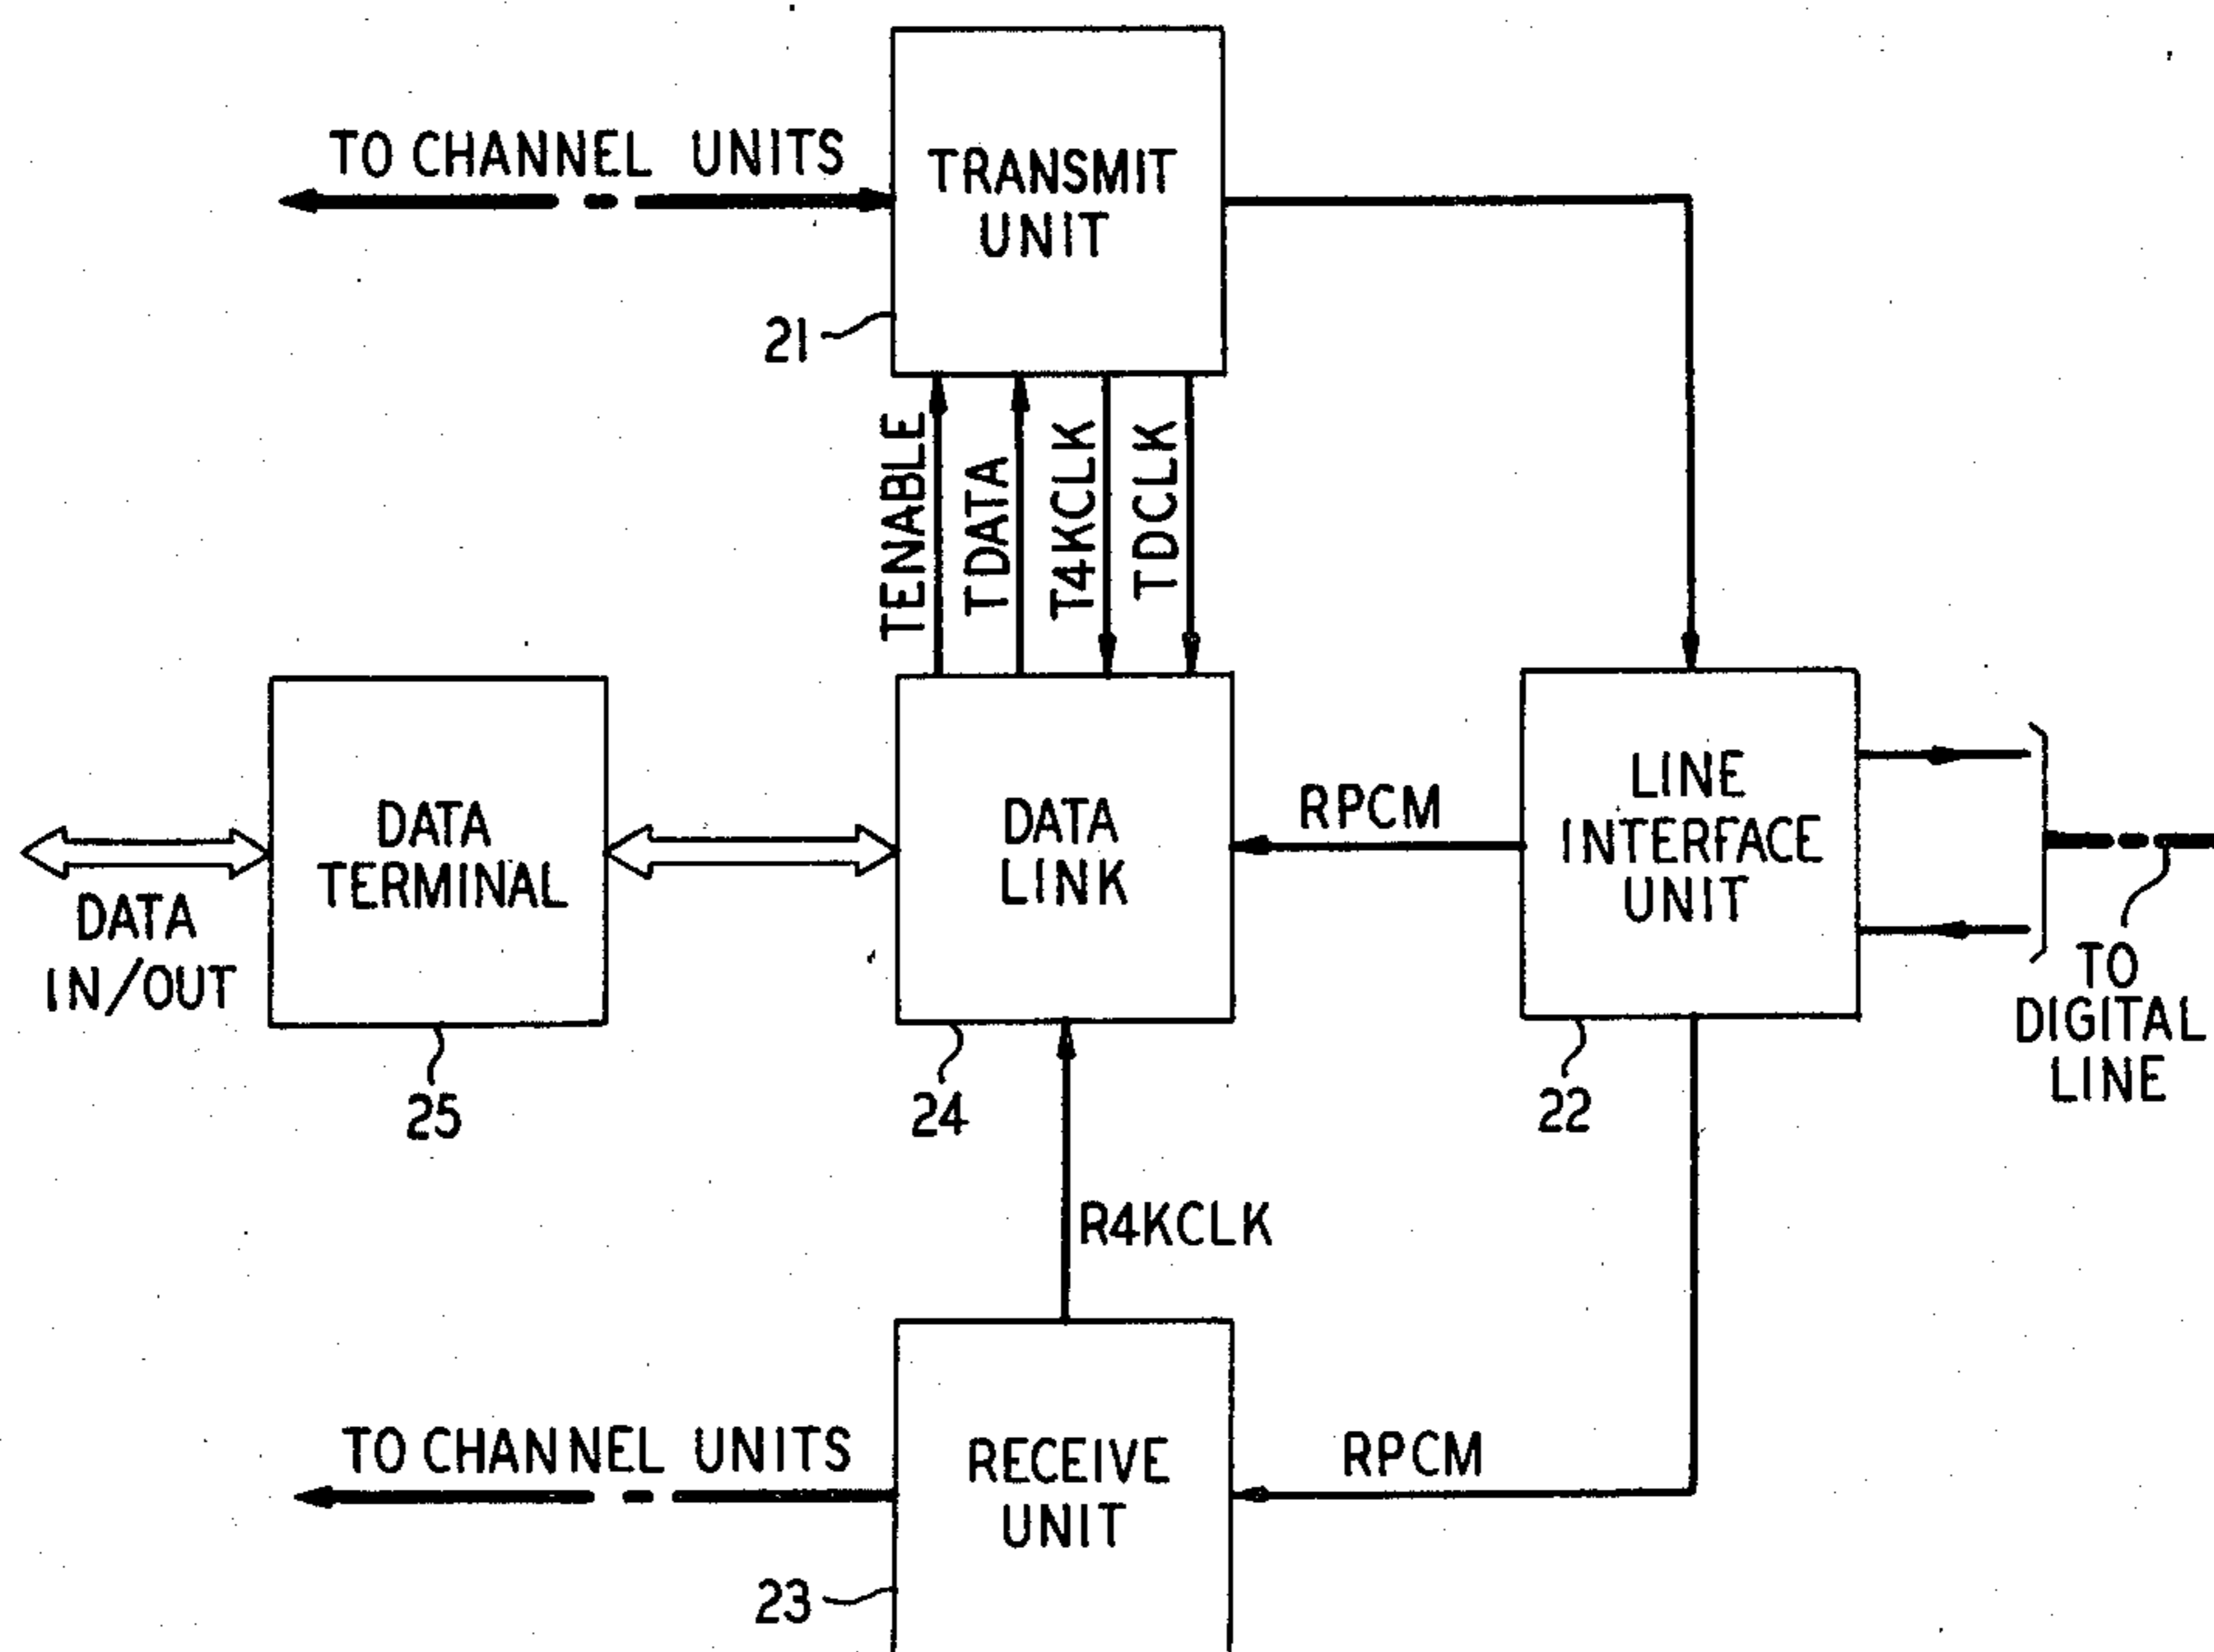 TO CHANNEL UNITS
TRANSMIT
UNIT
21
TENABLE
TDATA
T4KCLK
TDCLK
DATA
TERMINAL
DATA
LINK
RPCM
LINE
INTERFACE
UNIT
DATA
IN/OUT
TO
DIGITAL
LINE
25
24
22
R4KCLK
TO CHANNEL UNITS
RECEIVE
UNIT
RPCM
23